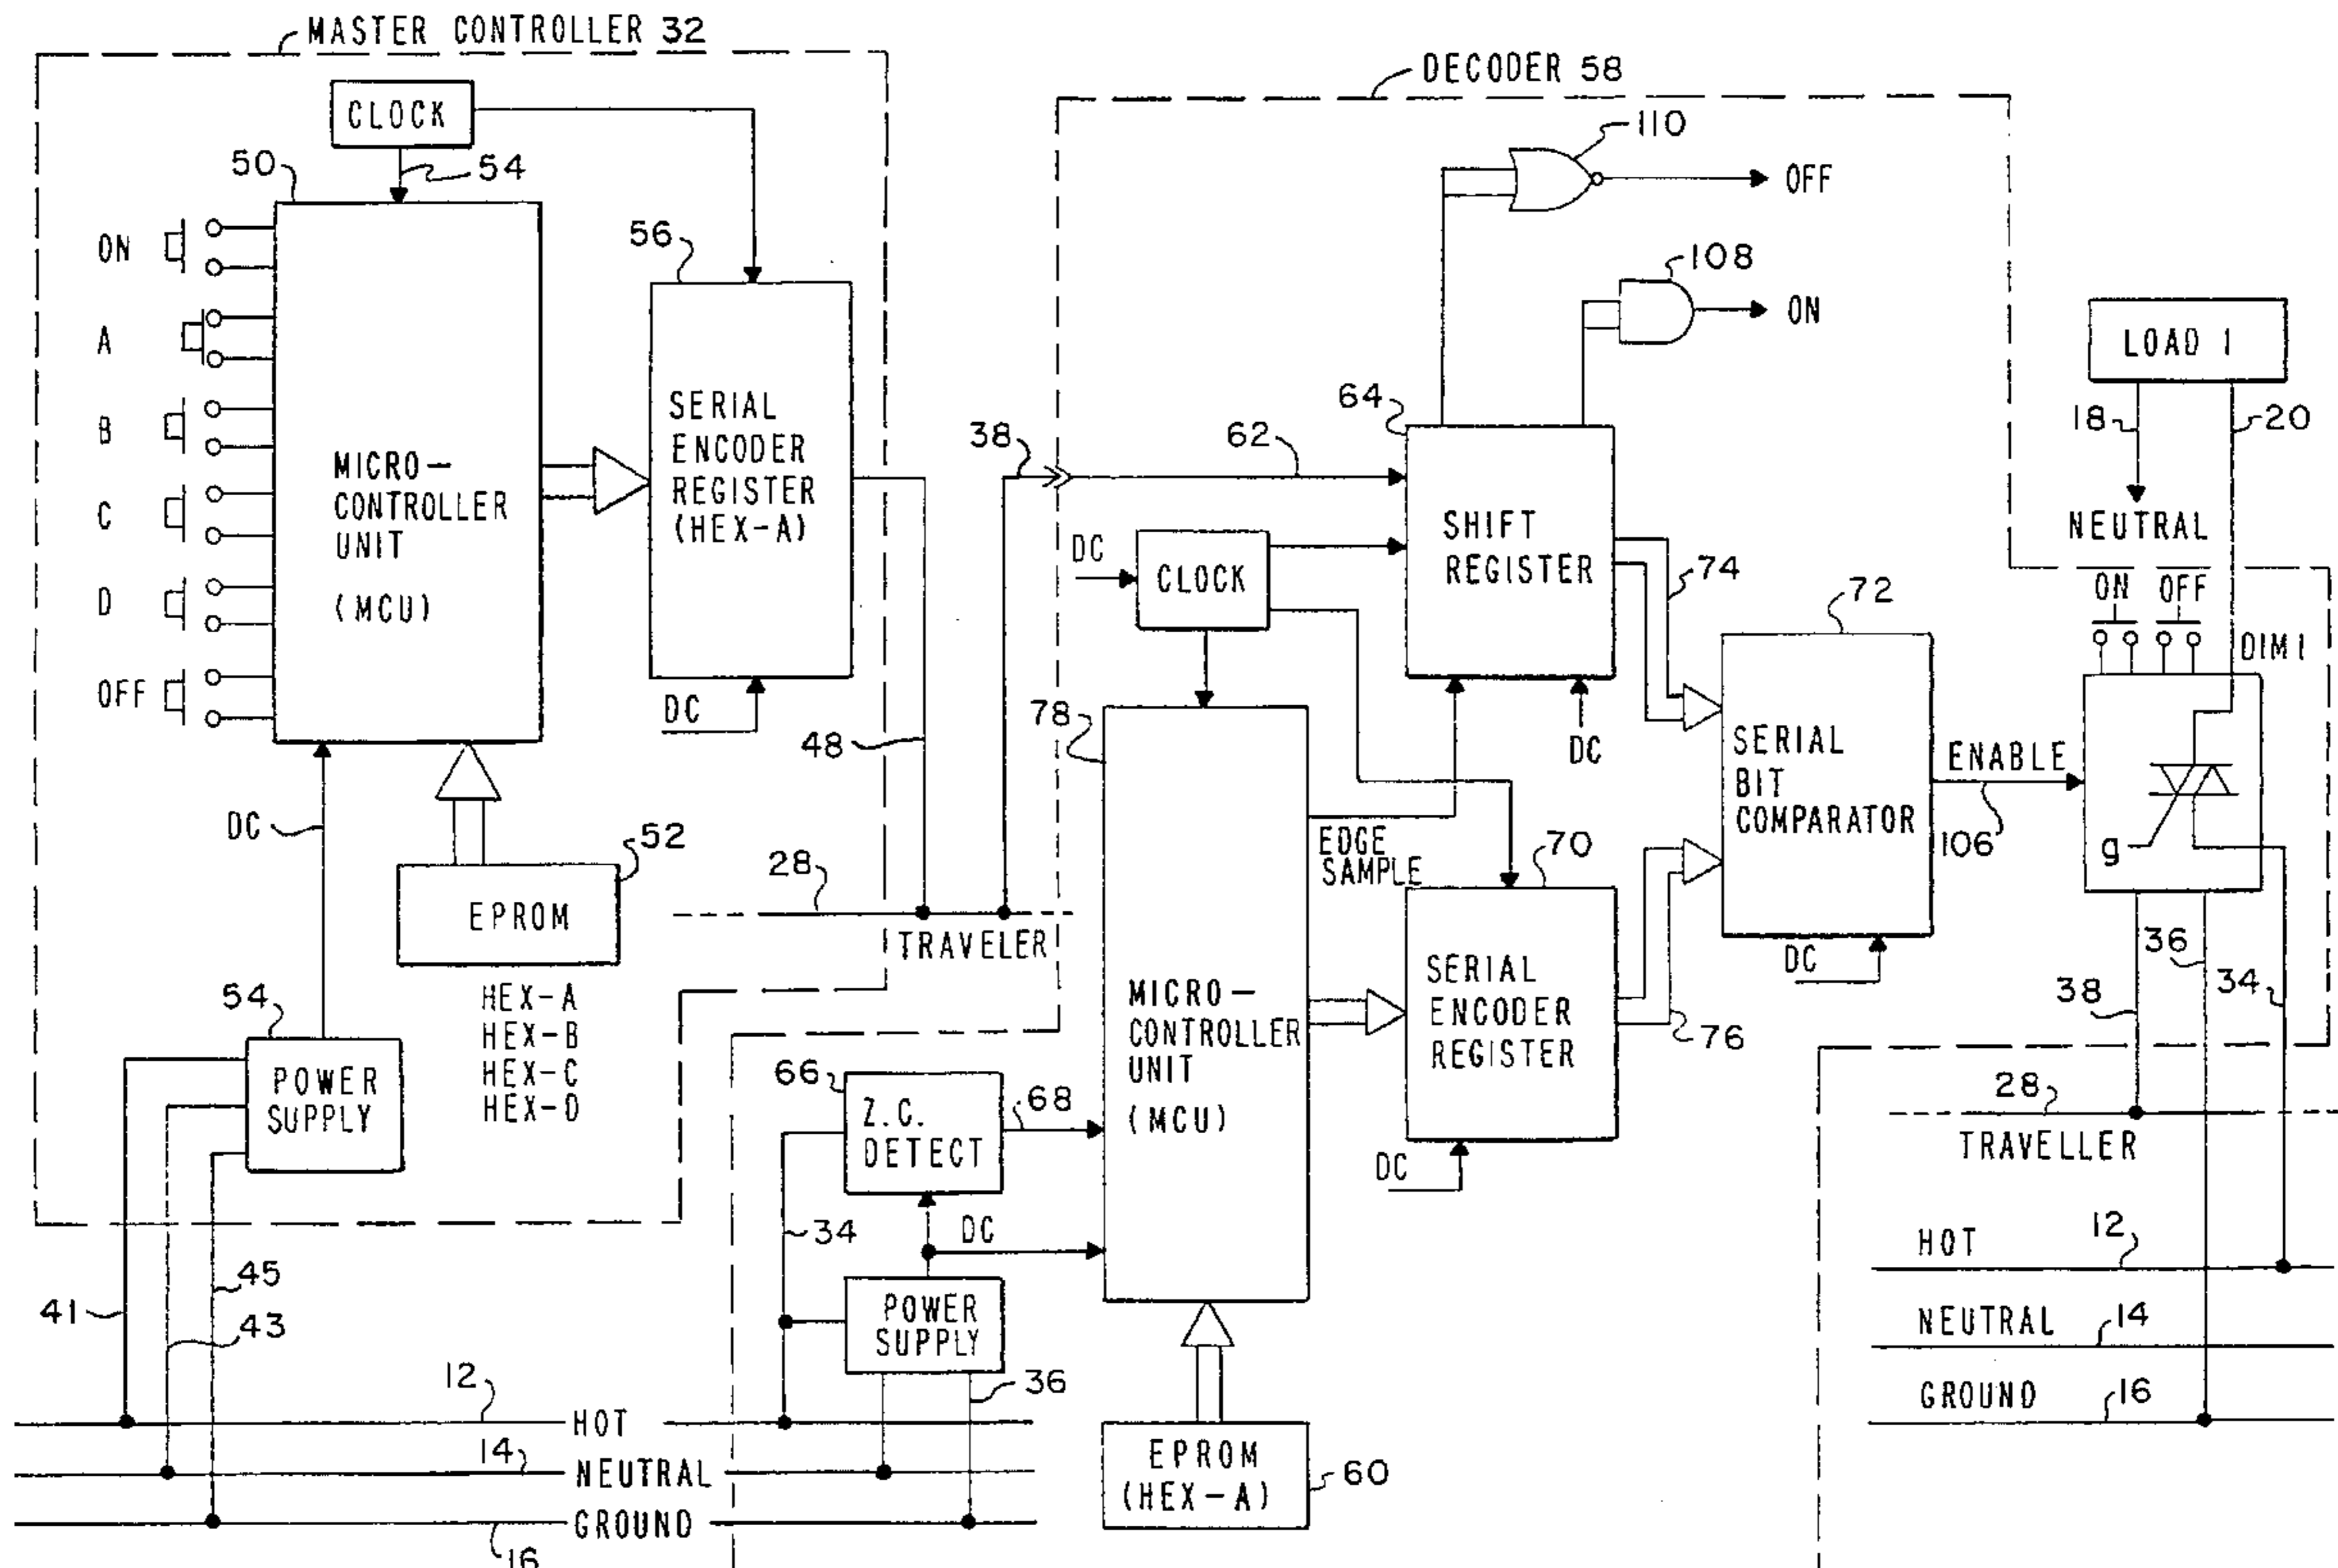 MASTER CONTROLLER 32
CLOCK
54
50
ON
A
B
C
D
OFF
MICRO-
CONTROLLER
UNIT
(MCU)
56
SERIAL
ENCODER
REGISTER
(HEX-A)
DC
48
DC
52
EPROM
HEX-A
HEX-B
HEX-C
HEX-D
54
POWER
SUPPLY
41
45
43
28
TRAVELER
12
HOT
14
NEUTRAL
GROUND
16
DECODER 58
110
OFF
108
ON
38
62
64
SHIFT
REGISTER
DC
CLOCK
DC
74
78
MICRO-
CONTROLLER
UNIT
(MCU)
EDGE
SAMPLE
70
SERIAL
ENCODER
REGISTER
DC
76
72
SERIAL
BIT
COMPARATOR
DC
ENABLE
106
66
Z.C.
DETECT
68
34
DC
POWER
SUPPLY
36
EPROM
(HEX-A)
60
LOAD 1
18
20
NEUTRAL
ON OFF
DIM1
g
36
34
38
28
TRAVELLER
HOT
12
NEUTRAL
14
GROUND
16